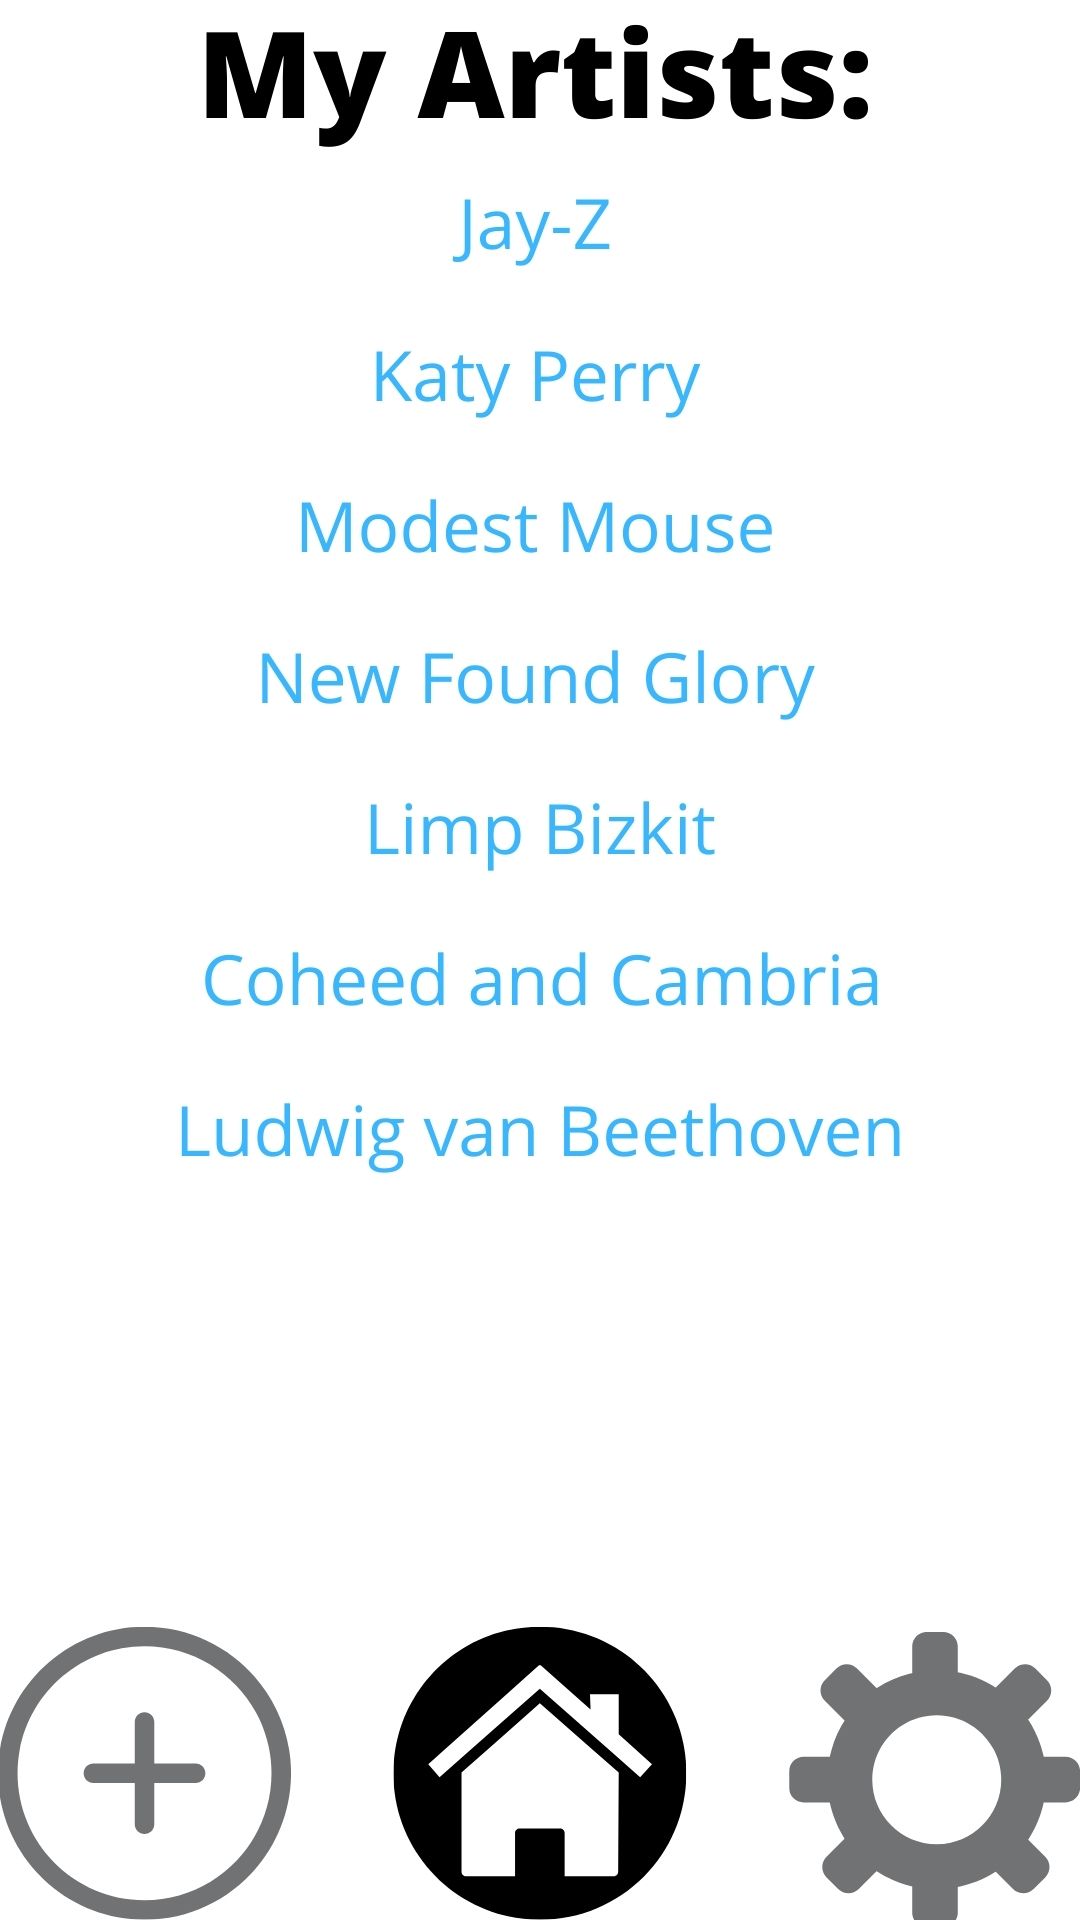 My Artists:
Jay-Z
Katy Perry
Modest Mouse
New Found Glory
Limp Bizkit
Coheed and Cambria
Ludwig van Beethoven